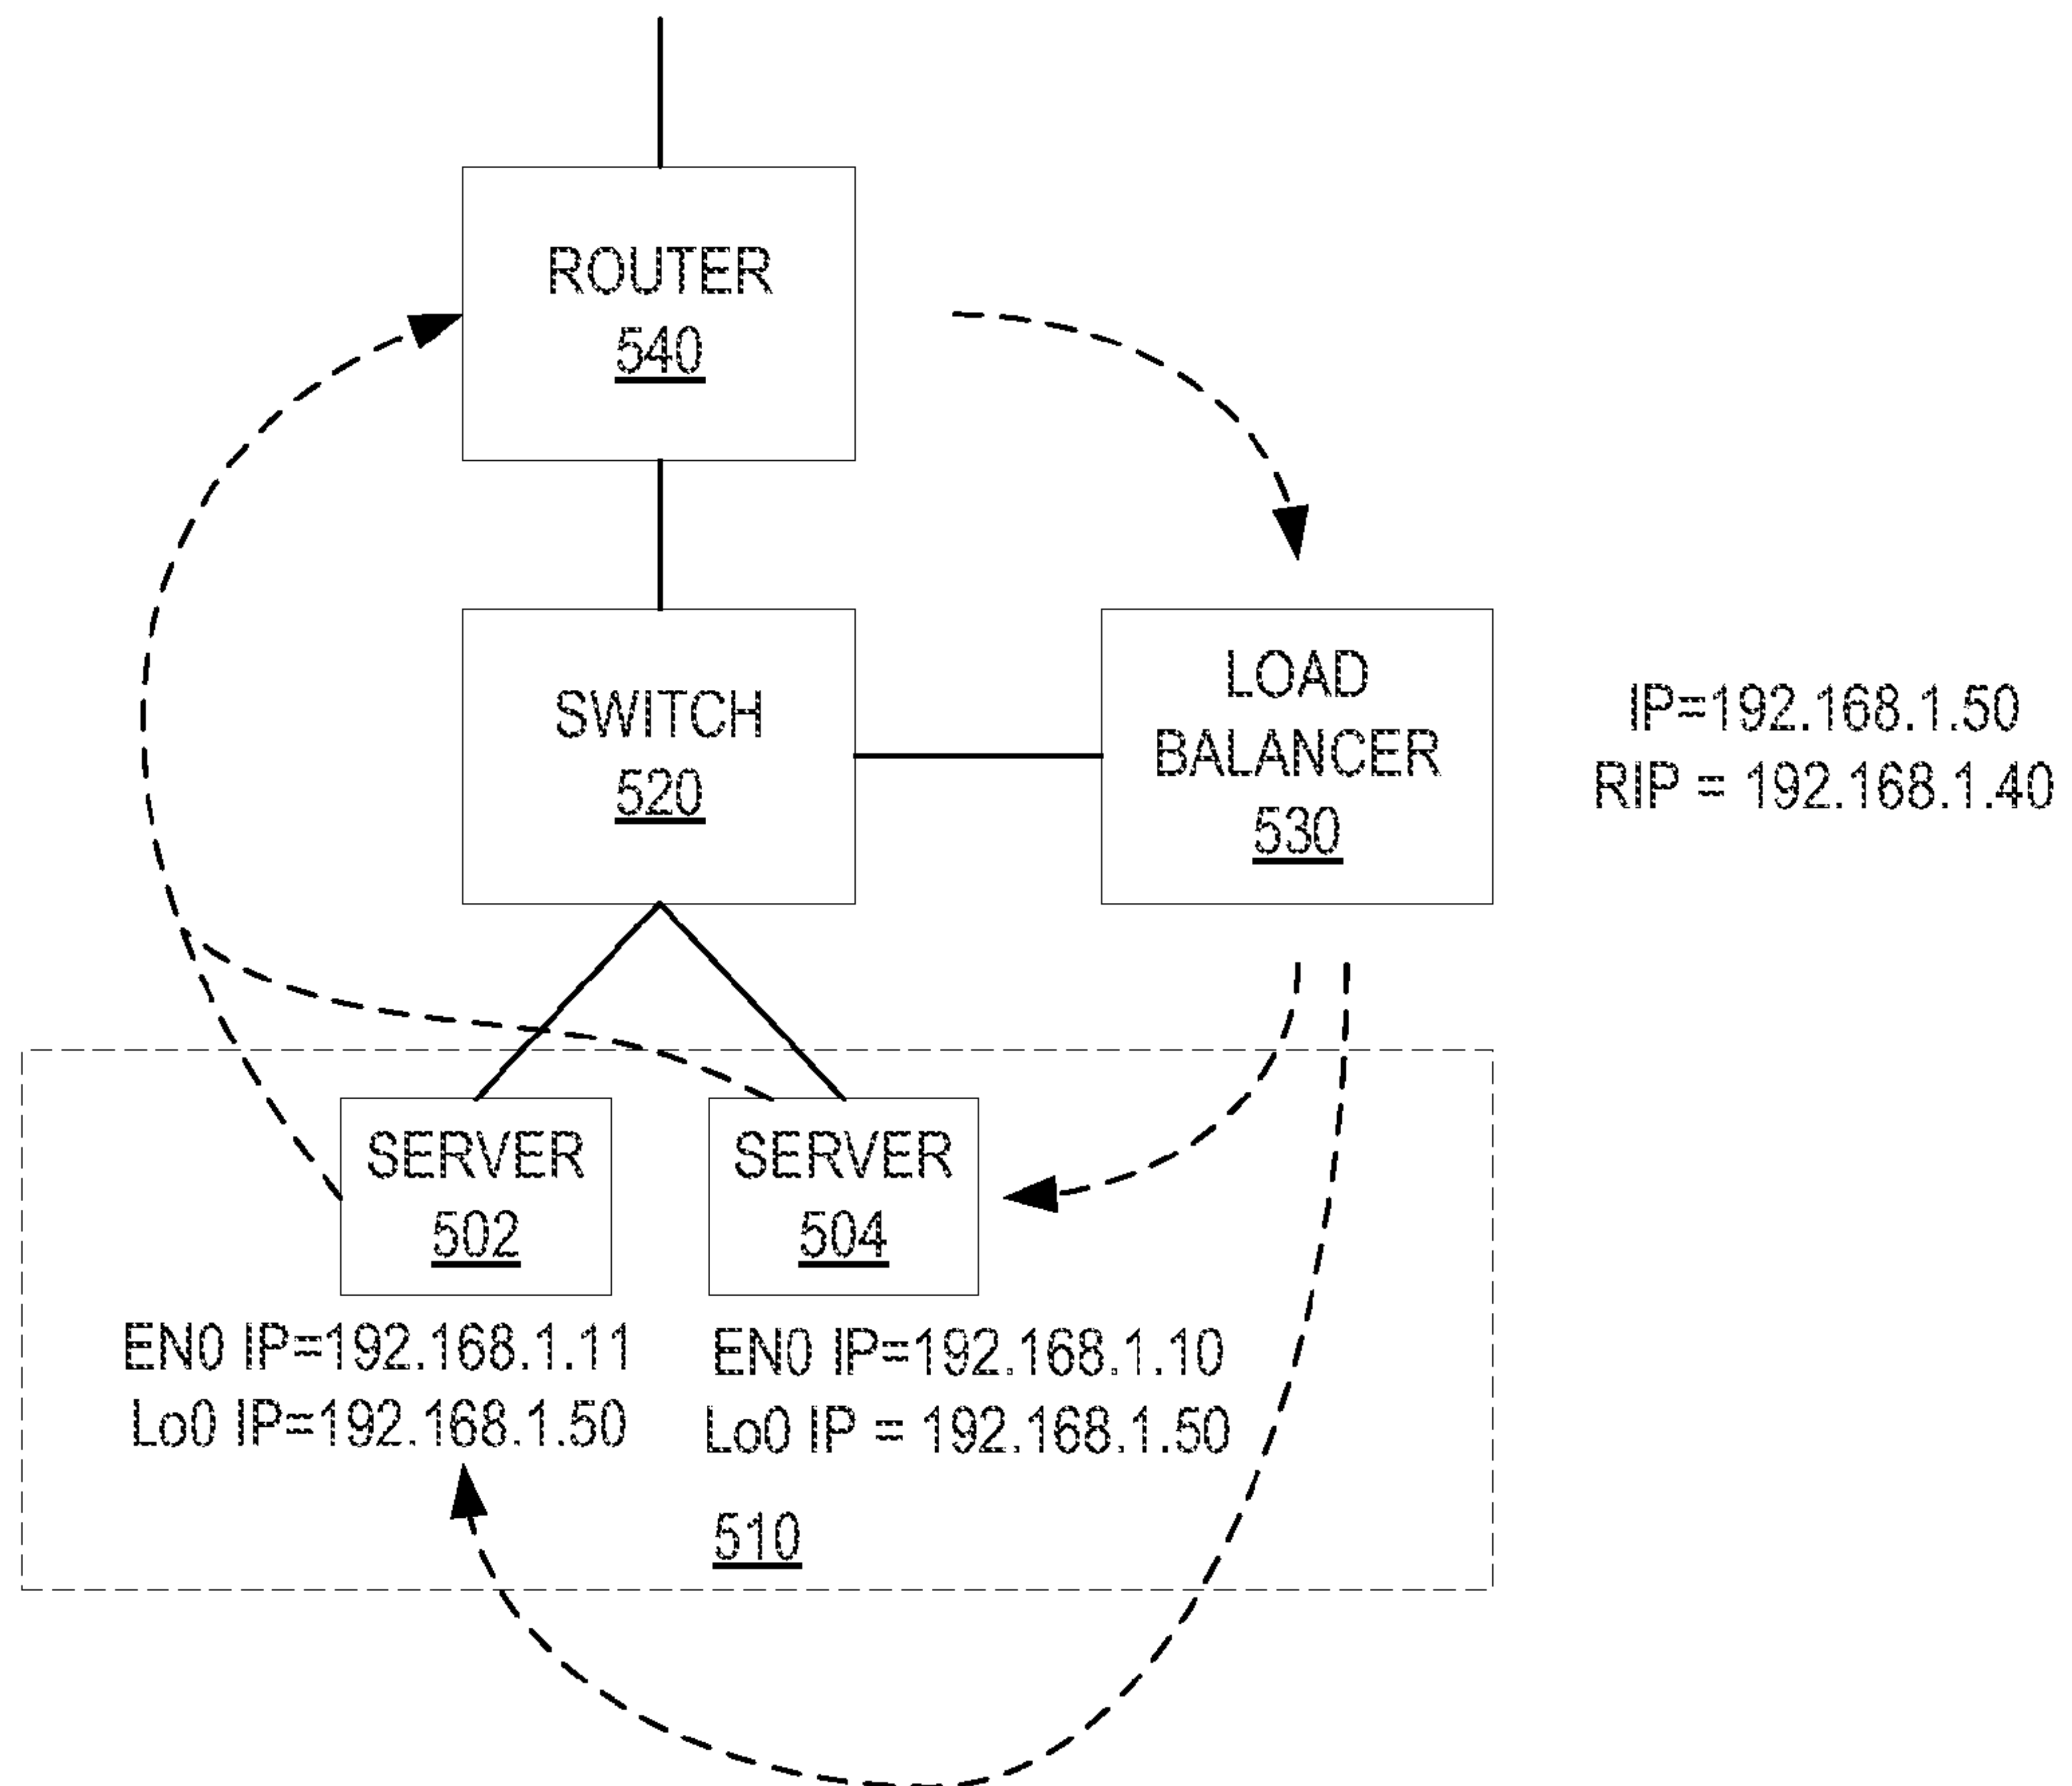 ROUTER
540
SWITCH
520
LOAD
BALANCER
530
IP=192.168.1.50
RIP = 192.168.1.40
SERVER
502
SERVER
504
EN0 IP=192.168.1.11
Lo0 IP=192.168.1.50
EN0 IP=192.168.1.10
Lo0 IP = 192.168.1.50
510